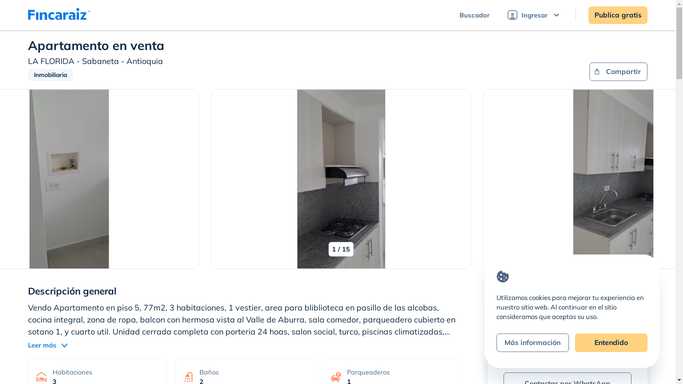 Fincaraiz
Buscador
Ingresar
Publica gratis
Apartamento en venta
LA FLORIDA - Sabaneta - Antioquia
Inmobiliaria
Compartir
1 / 15
Descripción general
Vendo Apartamento en piso 5, 77m2, 3 habitaciones, 1 vestier, area para bliblioteca en pasillo de las alcobas,
cocina integral, zona de ropa, balcon con hermosa vista al Valle de Aburra, sala comedor, parqueadero cubierto en
sotano 1, y cuarto util. Unidad cerrada completa con porteria 24 hoas, salon social, turco, piscinas climatizadas,...
Leer más
Habitaciones
3
Baños
2
Parqueaderos
1
Utilizamos cookies para mejorar tu experiencia en
nuestro sitio web. Al continuar en el sitio
consideramos que aceptas su uso.
Más información
Entendido
Contactar por WhatsApp